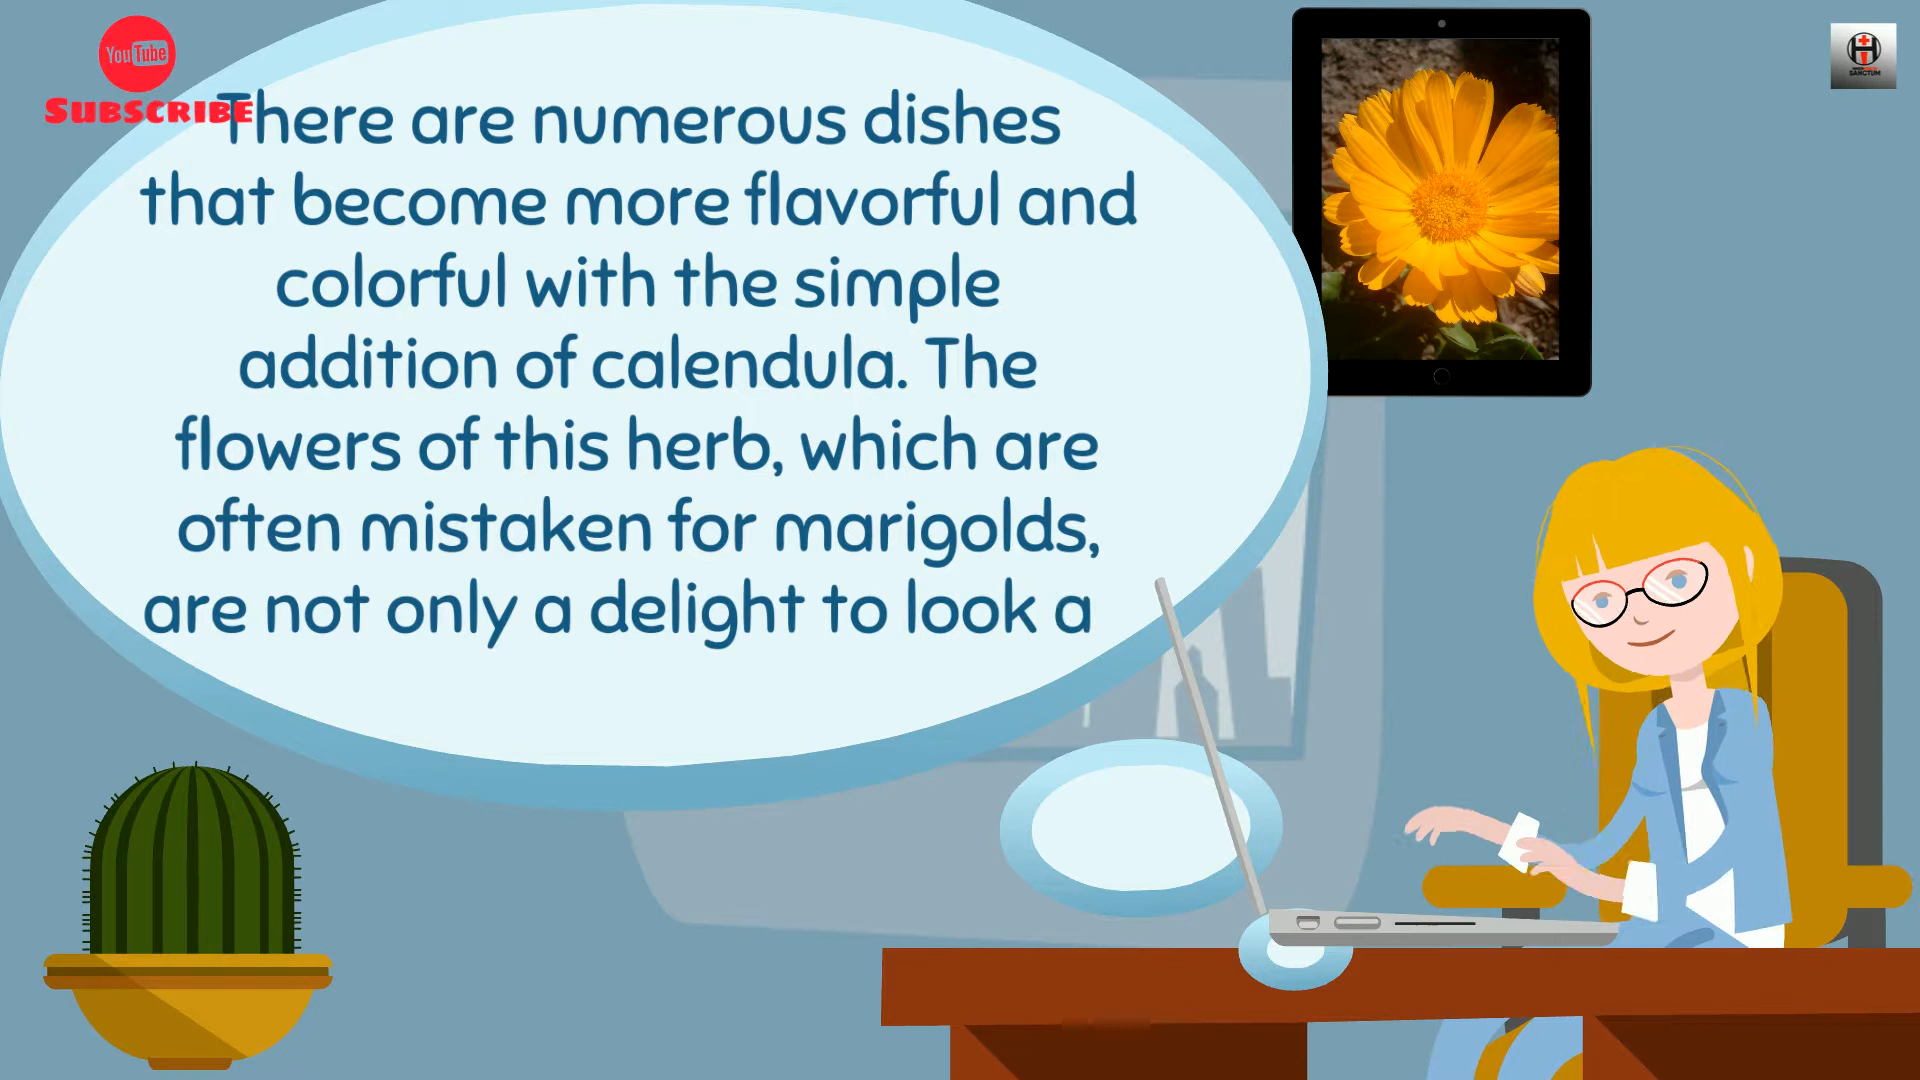 YouTube
SUBSCRIBE
There are numerous dishes
that become more flavorful and
colorful with the simple
addition of calendula. The
flowers of this herb, which are
often mistaken for marigolds,
are not only a delight to look a
SANCTUM